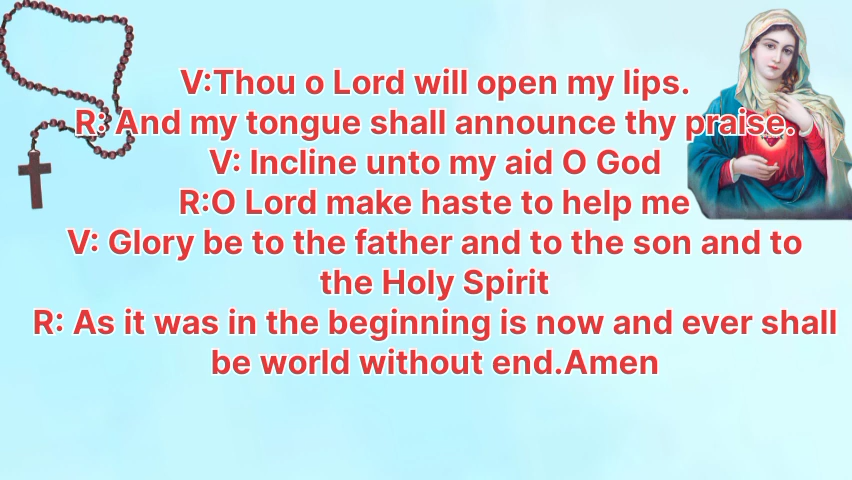 V:Thou o Lord will open my lips.
R: And my tongue shall announce thy praise.
V: Incline unto my aid O God
R:O Lord make haste to help me
V: Glory be to the father and to the son and to
the Holy Spirit
R: As it was in the beginning is now and ever shall
be world without end.Amen